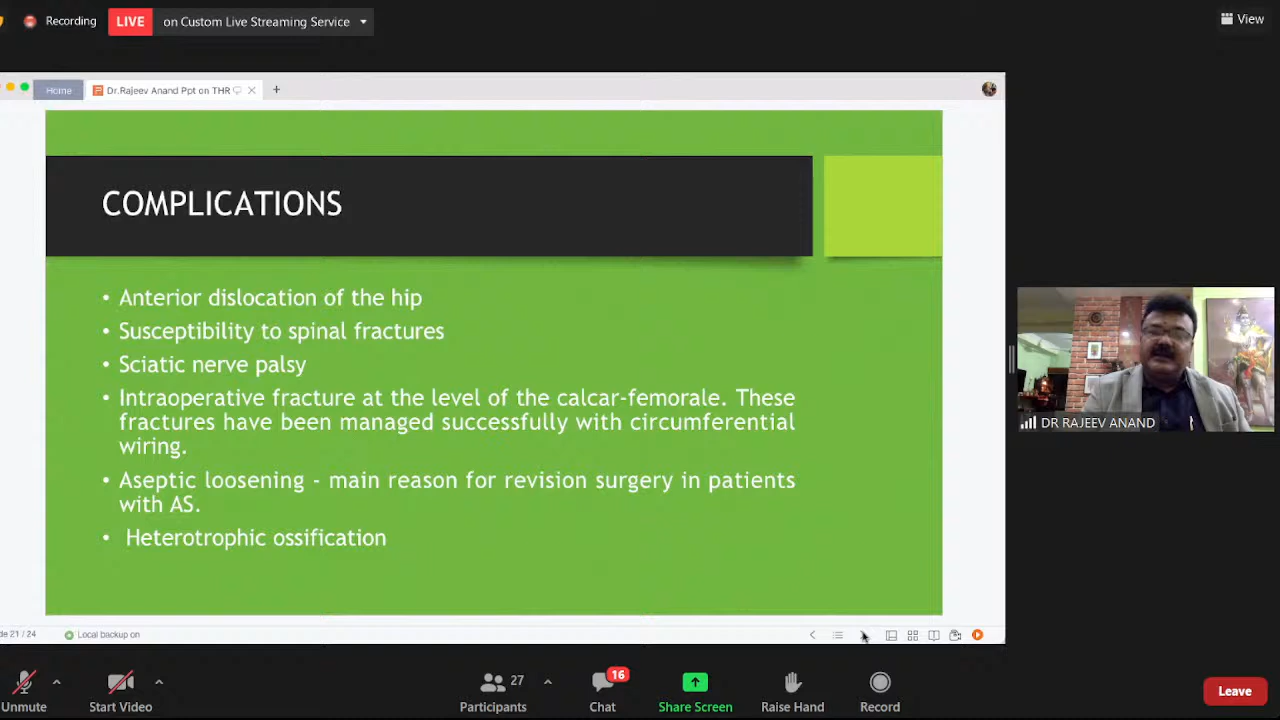 Recording
LIVE on Custom Live Streaming Service
View
Home
Dr.Rajeev Anand Ppt on THR
COMPLICATIONS
• Anterior dislocation of the hip
• Susceptibility to spinal fractures
• Sciatic nerve palsy
• Intraoperative fracture at the level of the calcar-femorale. These
fractures have been managed successfully with circumferential
wiring.
• Aseptic loosening - main reason for revision surgery in patients
with AS.
• Heterotrophic ossification
DR RAJEEV ANAND
de 21 / 24
Local backup on
27
16
Unmute
Start Video
Participants
Chat
Share Screen
Raise Hand
Record
Leave